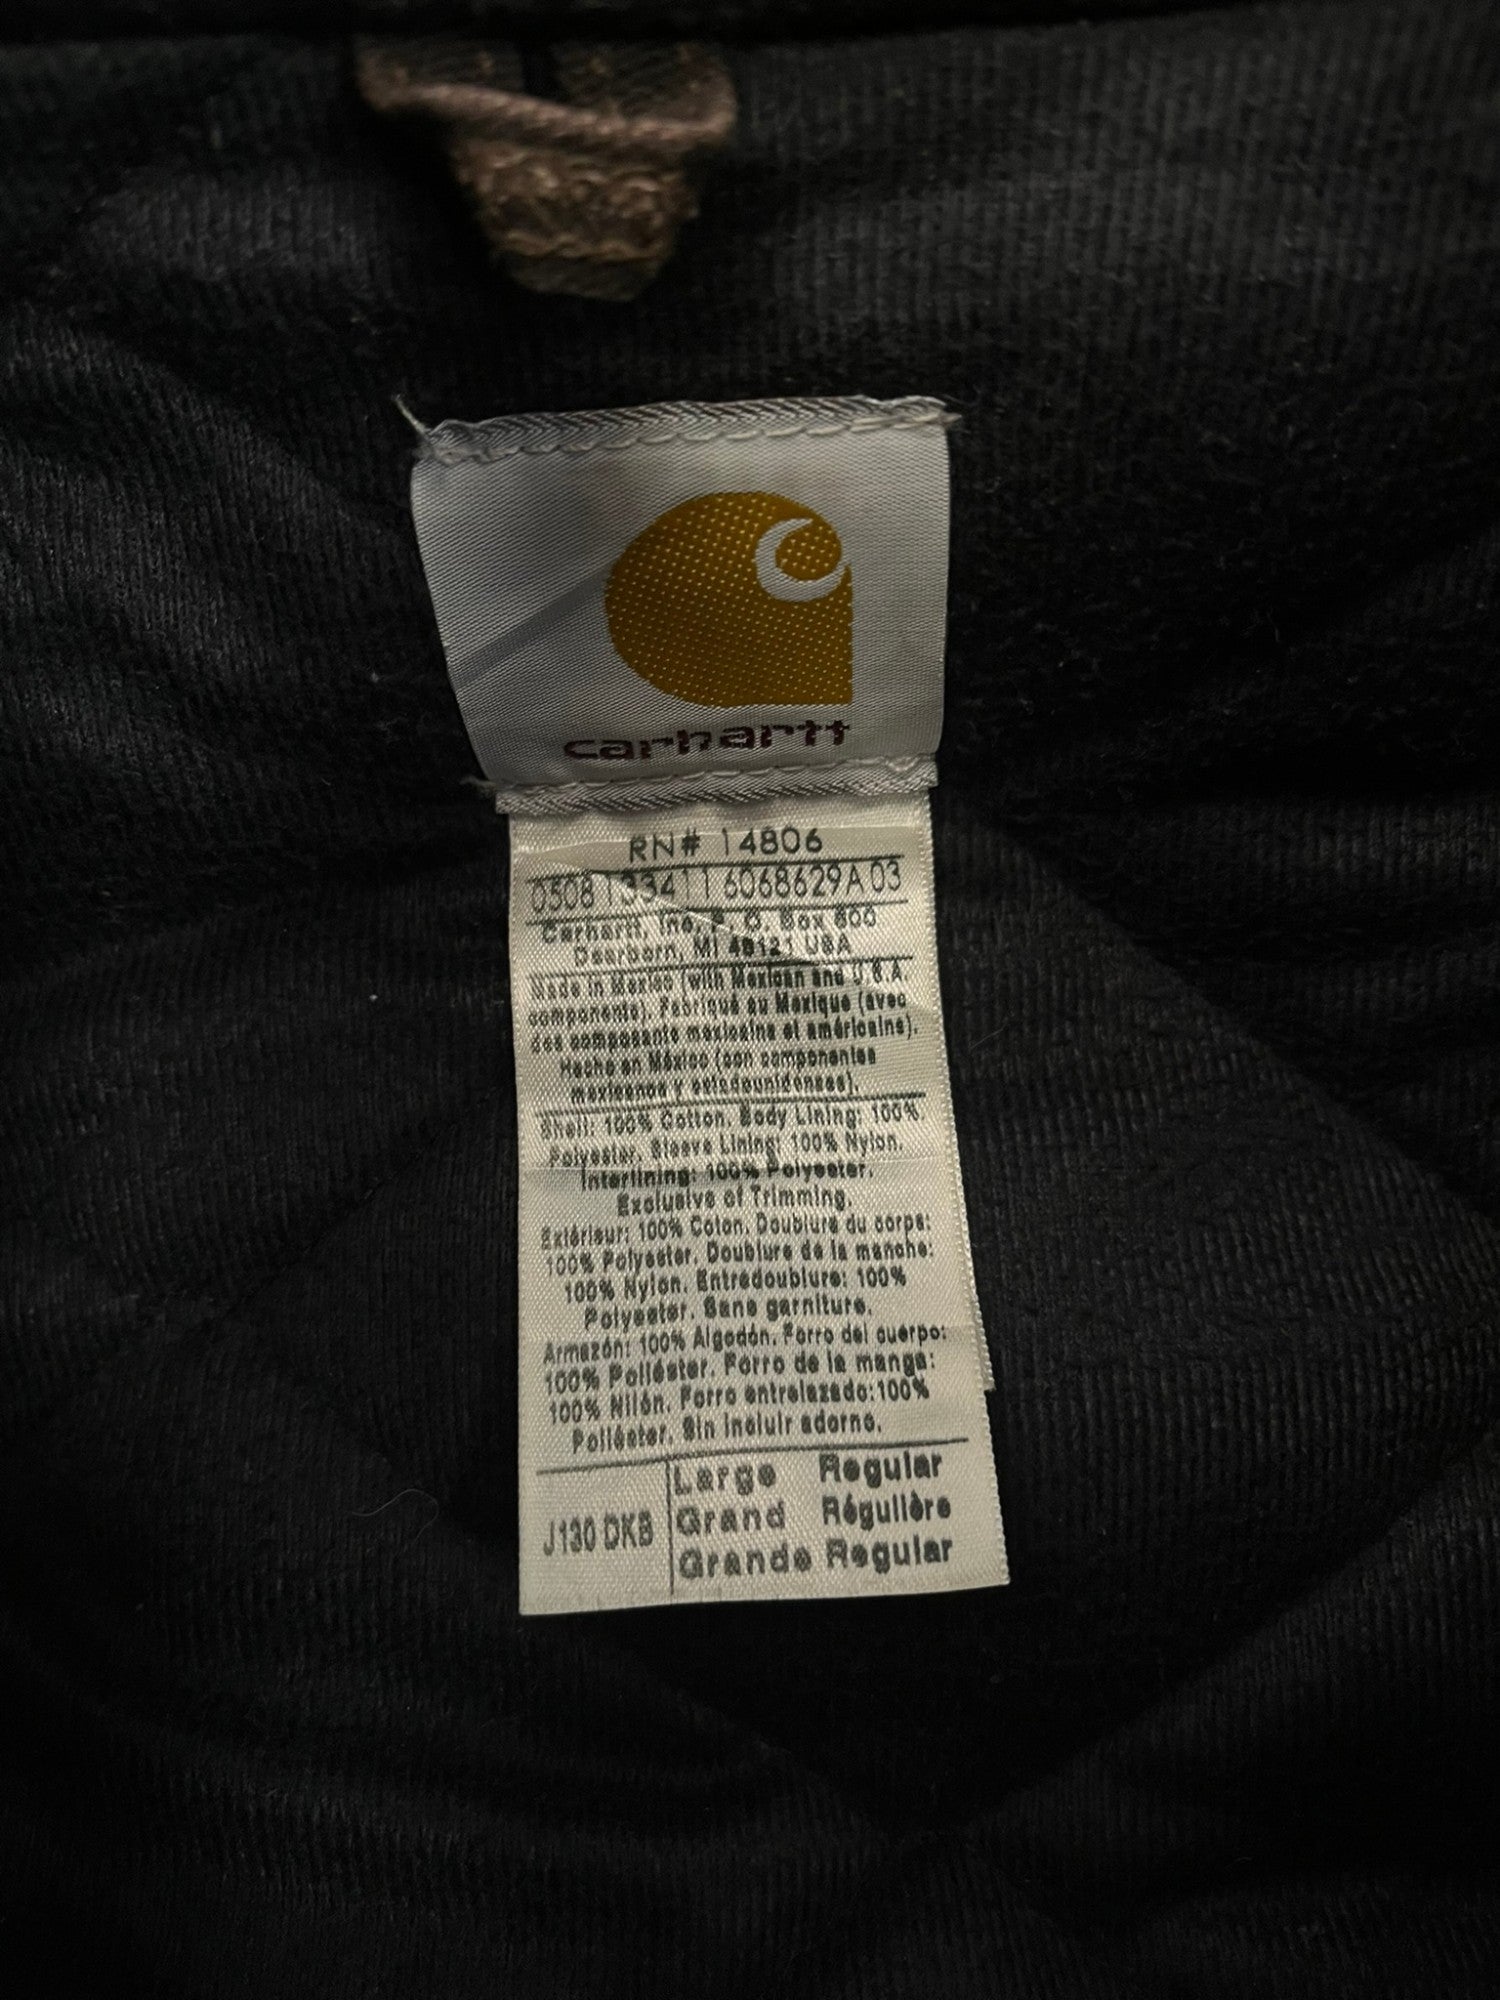 carhartt
RN# 14806
0508133411 6068629A 03
Carhartt, Inc. P. O. Box 600
Dearborn, MI 48121 USA
Made in Mexico (with Mexican and U.S.A.
components). Fabriqué au Mexique (avec
des composants mexicains et américains).
Hecho en México (con componentes
mexicanos y estadounidenses).
Shell: 100% Cotton. Body Lining: 100%
Polyester. Sleeve Lining: 100% Nylon.
Interlining: 100% Polyester.
Exclusive of Trimming.
Extérieur: 100% Coton. Doublure du corps:
100% Polyester. Doublure de la manche:
100% Nylon. Entredoublure: 100%
Polyester. Sans garniture.
Armazón: 100% Algodón. Forro del cuerpo:
100% Poliéster. Forro de la manga:
100% Nilón. Forro entrelazado:100%
Poliéster. Sin incluir adorno.
J130 DKB
Large Regular
Grand Régulière
Grande Regular